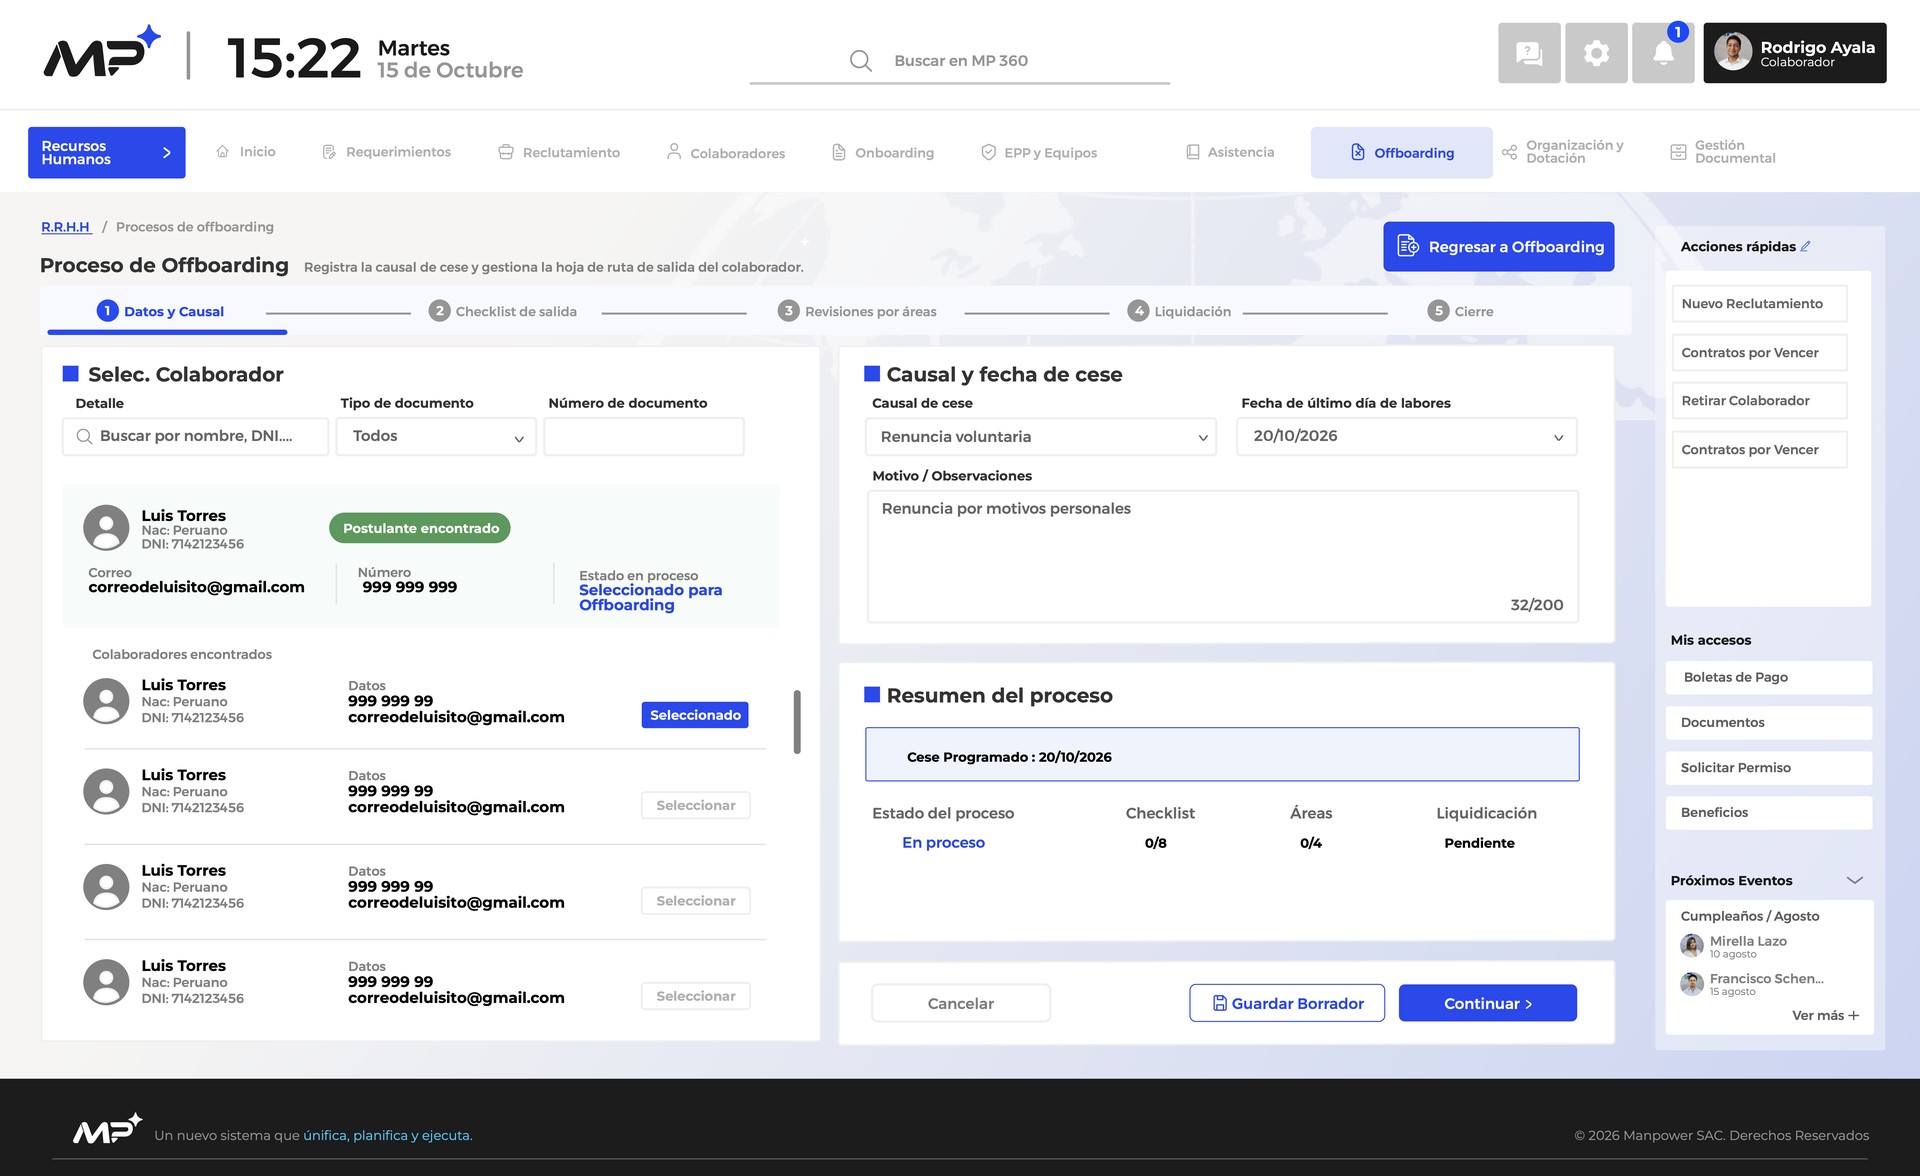 MP
15:22
Martes
15 de Octubre
Buscar en MP 360
?
1
Rodrigo Ayala
Colaborador
Recursos
Humanos
Inicio
Requerimientos
Reclutamiento
Colaboradores
Onboarding
EPP y Equipos
Asistencia
Offboarding
Organización y
Dotación
Gestión
Documental
R.R.H.H / Procesos de offboarding
Proceso de Offboarding
Registra la causal de cese y gestiona la hoja de ruta de salida del colaborador.
Regresar a Offboarding
1 Datos y Causal
2 Checklist de salida
3 Revisiones por áreas
4 Liquidación
5 Cierre
Selec. Colaborador
Detalle
Tipo de documento
Número de documento
Buscar por nombre, DNI....
Todos
Luis Torres
Nac: Peruano
DNI: 7142123456
Postulante encontrado
Correo
correodeluisito@gmail.com
Número
999 999 999
Estado en proceso
Seleccionado para
Offboarding
Colaboradores encontrados
Luis Torres
Nac: Peruano
DNI: 7142123456
Datos
999 999 99
correodeluisito@gmail.com
Seleccionado
Luis Torres
Nac: Peruano
DNI: 7142123456
Datos
999 999 99
correodeluisito@gmail.com
Seleccionar
Luis Torres
Nac: Peruano
DNI: 7142123456
Datos
999 999 99
correodeluisito@gmail.com
Seleccionar
Luis Torres
Nac: Peruano
DNI: 7142123456
Datos
999 999 99
correodeluisito@gmail.com
Seleccionar
Causal y fecha de cese
Causal de cese
Fecha de último día de labores
Renuncia voluntaria
20/10/2026
Motivo / Observaciones
Renuncia por motivos personales
32/200
Resumen del proceso
Cese Programado : 20/10/2026
Estado del proceso
En proceso
Checklist
0/8
Áreas
0/4
Liquidicación
Pendiente
Cancelar
Guardar Borrador
Continuar >
Acciones rápidas
Nuevo Reclutamiento
Contratos por Vencer
Retirar Colaborador
Contratos por Vencer
Mis accesos
Boletas de Pago
Documentos
Solicitar Permiso
Beneficios
Próximos Eventos
Cumpleaños / Agosto
Mirella Lazo
10 agosto
Francisco Schen...
15 agosto
Ver más +
MP
Un nuevo sistema que únifica, planifica y ejecuta.
© 2026 Manpower SAC. Derechos Reservados